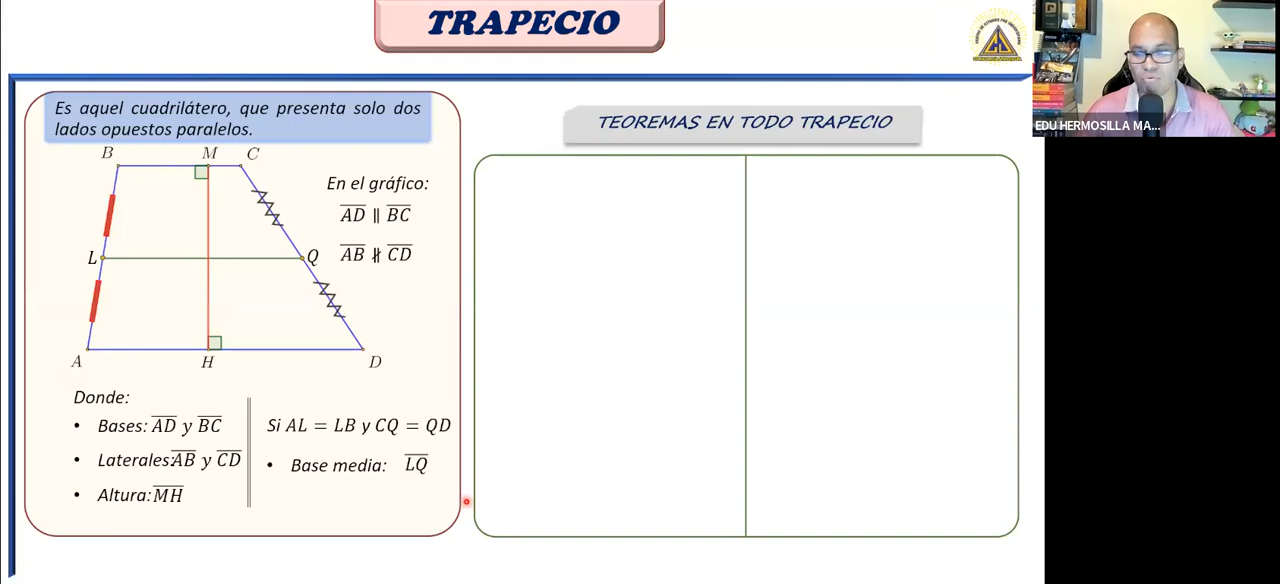 TRAPECIO
Es aquel cuadrilátero, que presenta solo dos
lados opuestos paralelos.
B M C
En el gráfico:
AD ∥ BC
L Q
AB ∦ CD
A H D
Donde:
• Bases: AD y BC
• Laterales: AB y CD
• Altura: MH
Si AL = LB y CQ = QD
• Base media: LQ
TEOREMAS EN TODO TRAPECIO
EDU HERMOSILLA MA...